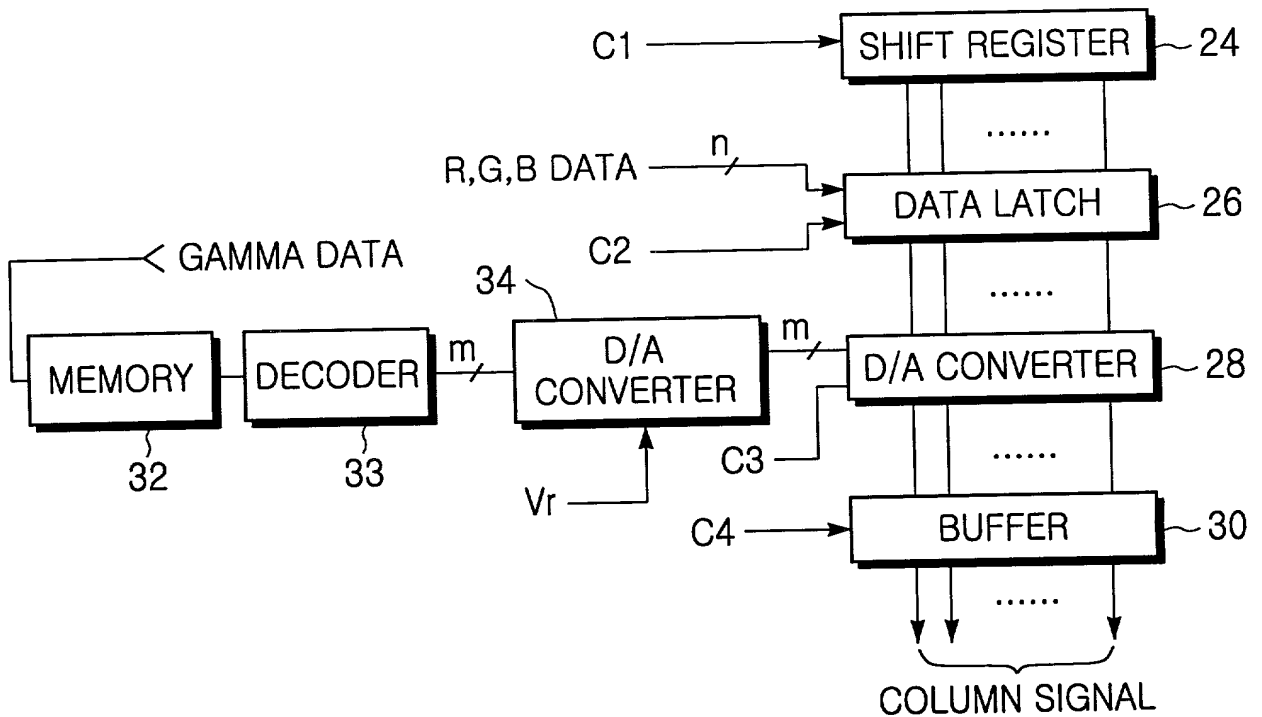 C1
SHIFT REGISTER
24
......
R,G,B DATA
n
DATA LATCH
26
C2
GAMMA DATA
......
34
MEMORY
32
DECODER
33
m
D/A
CONVERTER
m
D/A CONVERTER
28
C3
Vr
......
C4
BUFFER
30
......
COLUMN SIGNAL